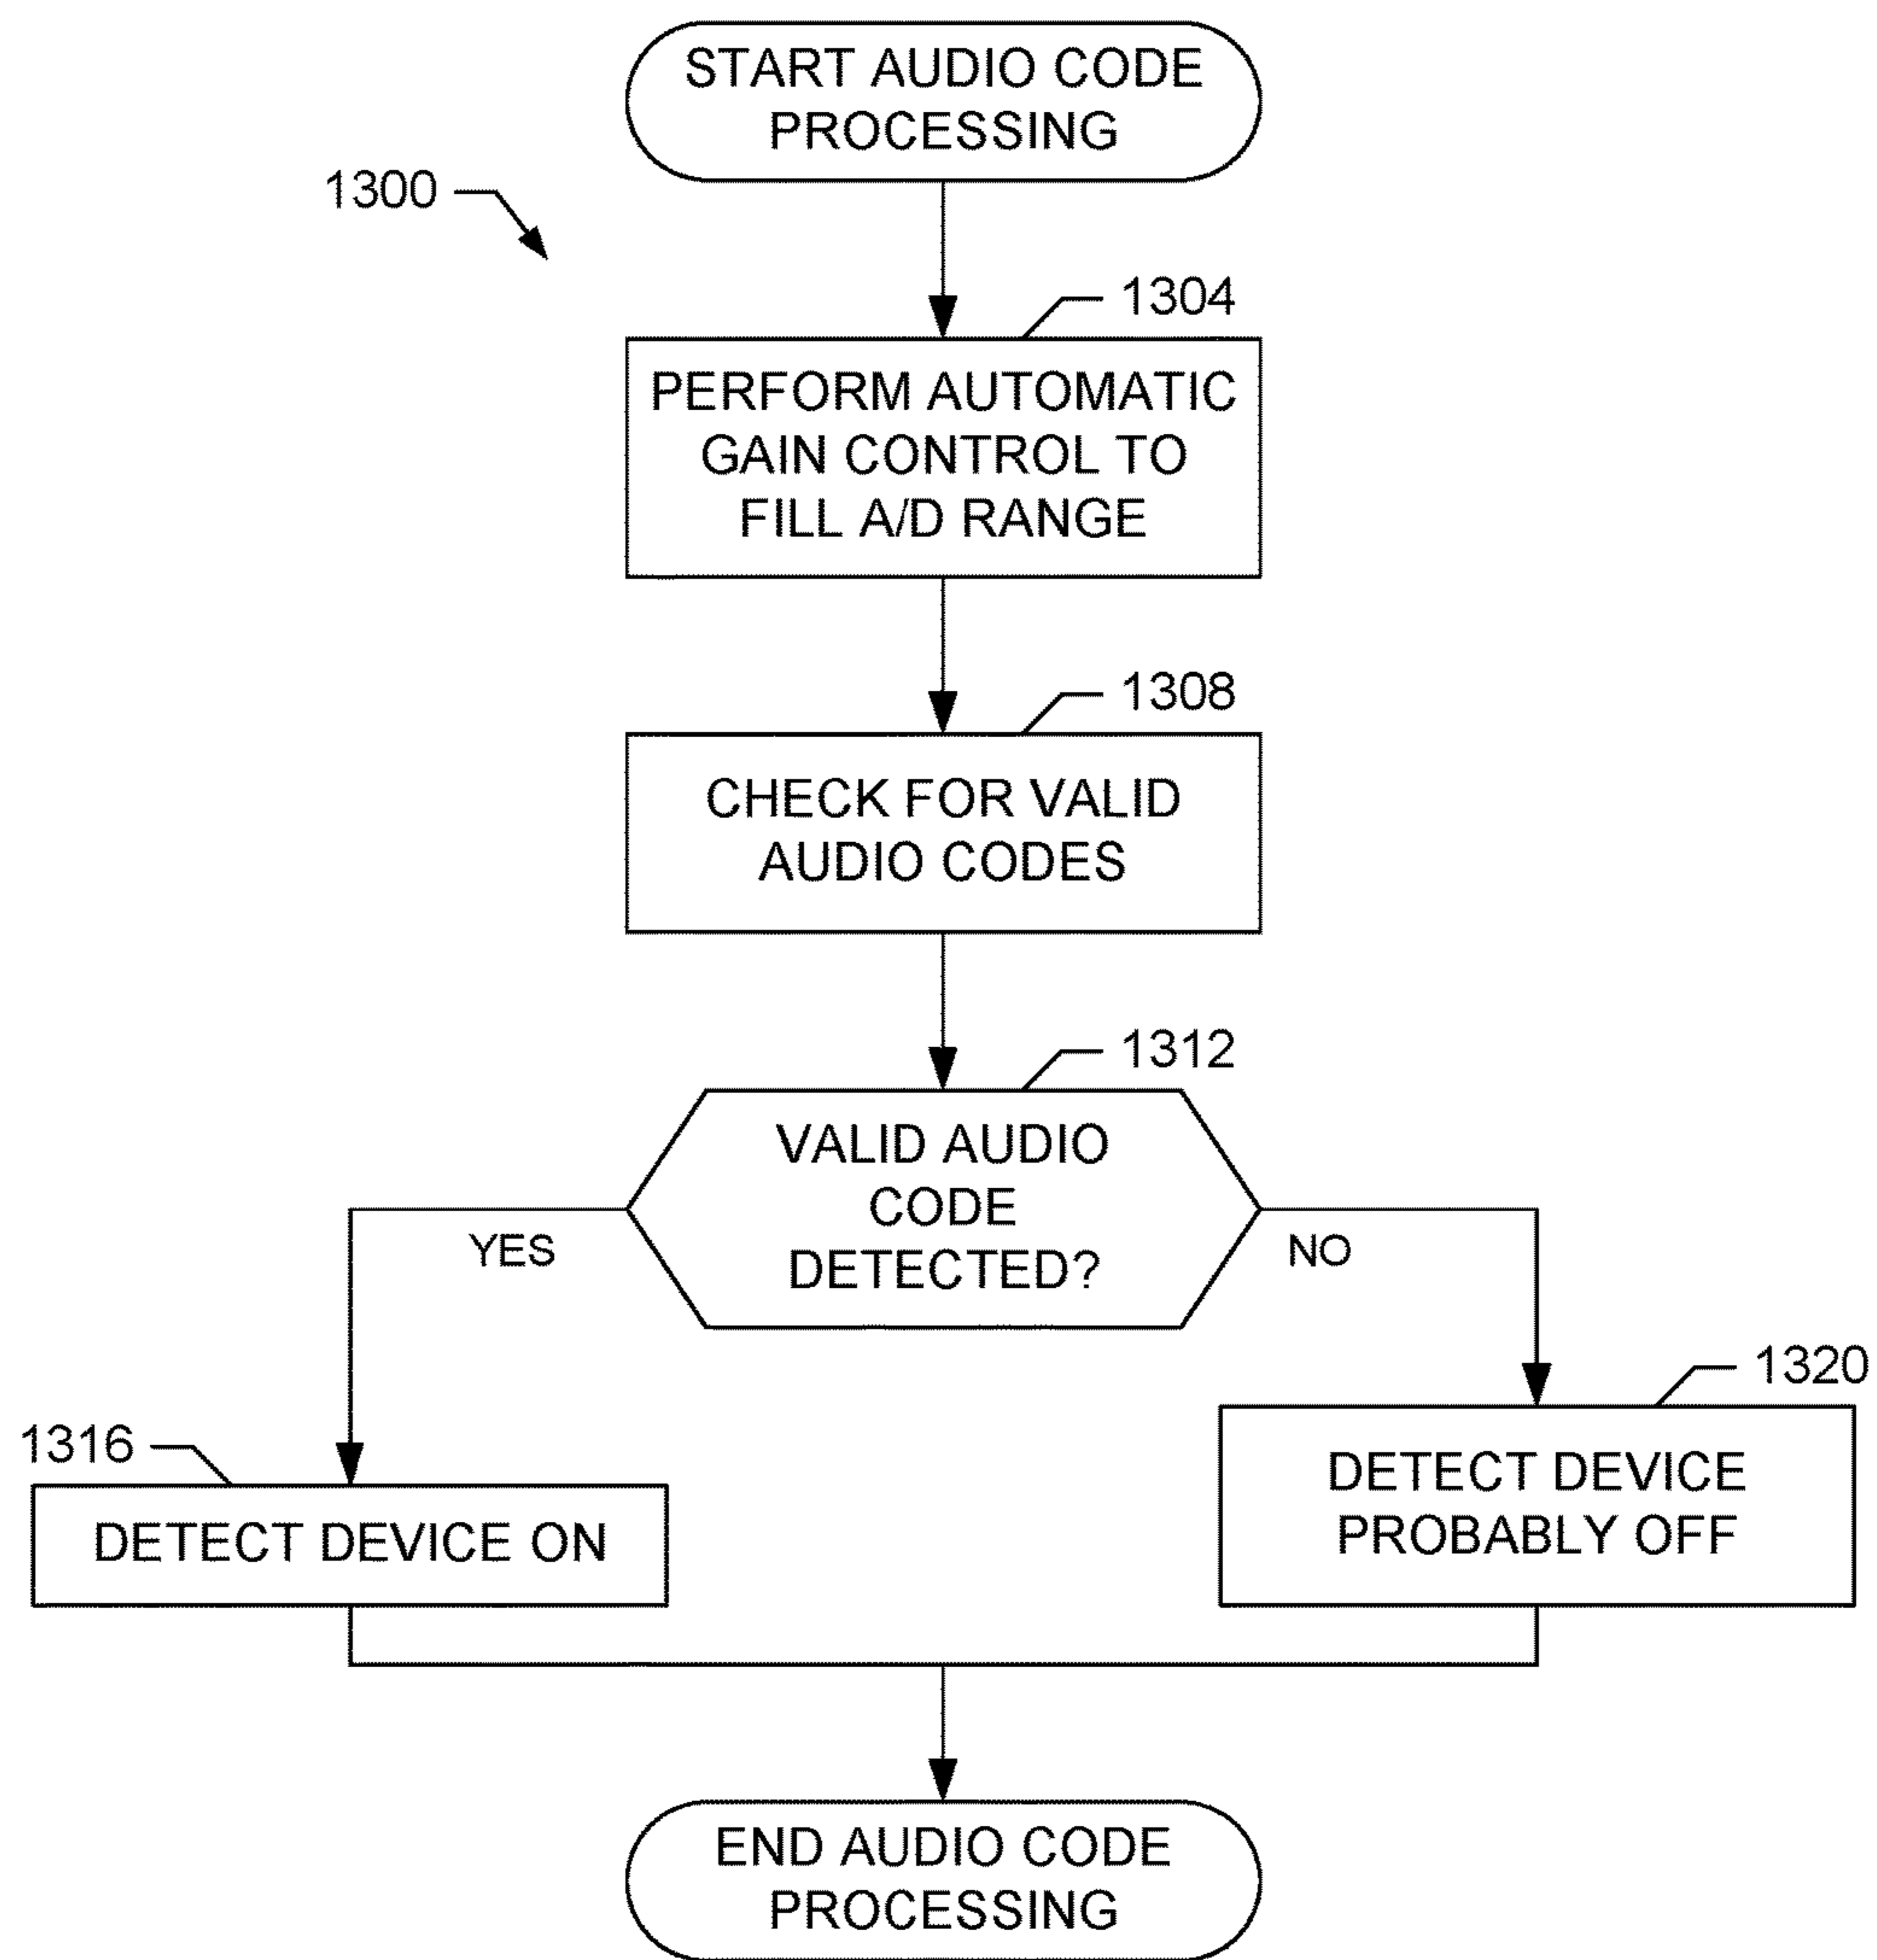 START AUDIO CODE
PROCESSING
1300
1304
PERFORM AUTOMATIC
GAIN CONTROL TO
FILL A/D RANGE
1308
CHECK FOR VALID
AUDIO CODES
1312
VALID AUDIO
CODE
DETECTED?
YES
NO
1316
DETECT DEVICE ON
1320
DETECT DEVICE
PROBABLY OFF
END AUDIO CODE
PROCESSING